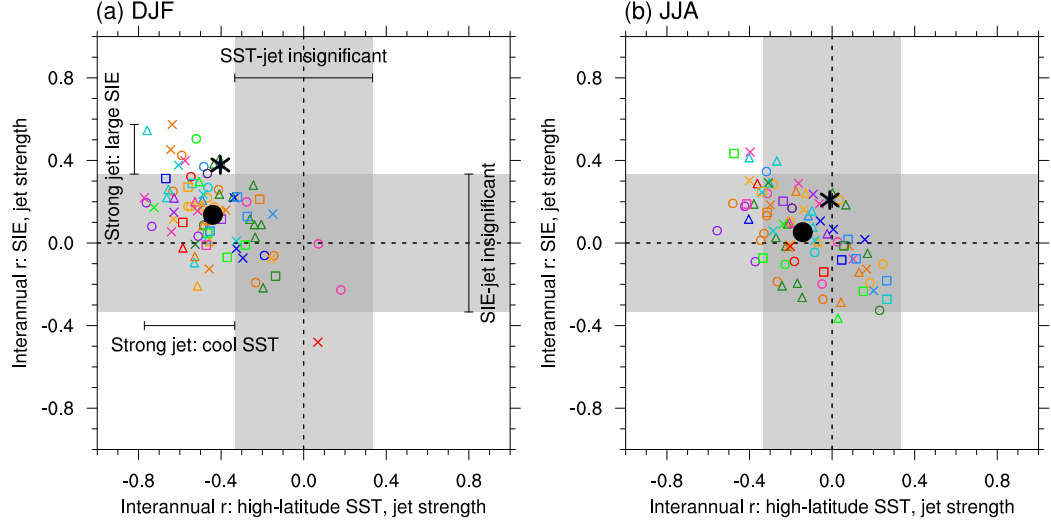 (a) DJF
(b) JJA
0.8
0.4
0.0
-0.4
-0.8
-0.8
-0.4
0.0
0.4
0.8
Interannual r: SIE, jet strength
Interannual r: high-latitude SST, jet strength
SST-jet insignificant
Strong jet: large SIE
SIE-jet insignificant
Strong jet: cool SST
0.8
0.4
0.0
-0.4
-0.8
-0.8
-0.4
0.0
0.4
0.8
Interannual r: SIE, jet strength
Interannual r: high-latitude SST, jet strength